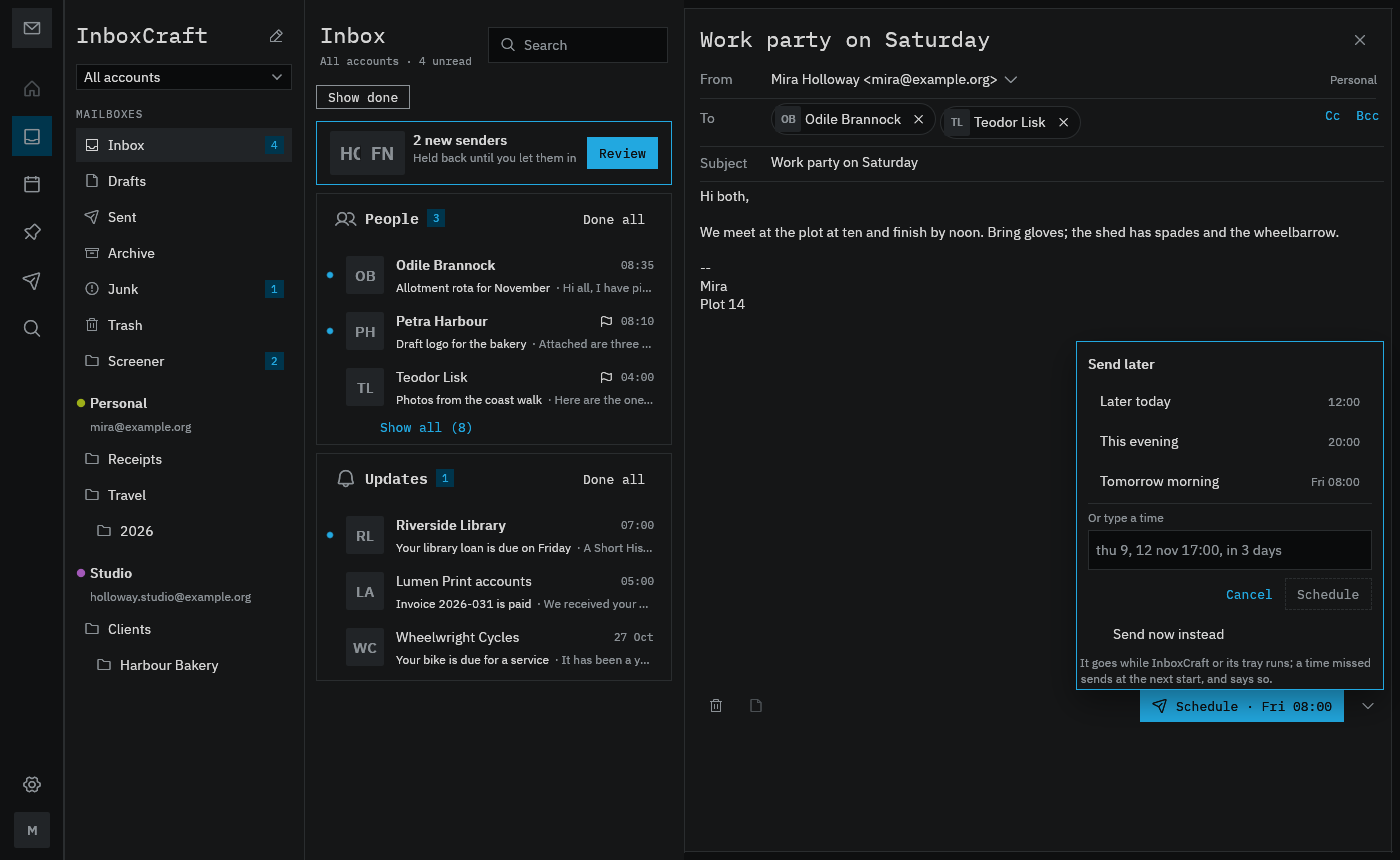 InboxCraft
All accounts
MAILBOXES
Inbox 4
Drafts
Sent
Archive
Junk 1
Trash
Screener 2
Personal
mira@example.org
Receipts
Travel
2026
Studio
holloway.studio@example.org
Clients
Harbour Bakery
M
Inbox
All accounts · 4 unread
Search
Show done
FN
2 new senders
Held back until you let them in
Review
People 3 Done all
OB Odile Brannock 08:35
Allotment rota for November · Hi all, I have pi…
PH Petra Harbour 08:10
Draft logo for the bakery · Attached are three …
TL Teodor Lisk 04:00
Photos from the coast walk · Here are the one…
Show all (8)
Updates 1 Done all
RL Riverside Library 07:00
Your library loan is due on Friday · A Short His…
LA Lumen Print accounts 05:00
Invoice 2026-031 is paid · We received your …
WC Wheelwright Cycles 27 Oct
Your bike is due for a service · It has been a y…
Work party on Saturday
From Mira Holloway <mira@example.org> Personal
To OB Odile Brannock TL Teodor Lisk Cc Bcc
Subject Work party on Saturday
Hi both,
We meet at the plot at ten and finish by noon. Bring gloves; the shed has spades and the wheelbarrow.
--
Mira
Plot 14
Send later
Later today 12:00
This evening 20:00
Tomorrow morning Fri 08:00
Or type a time
thu 9, 12 nov 17:00, in 3 days
Cancel Schedule
Send now instead
It goes while InboxCraft or its tray runs; a time missed
sends at the next start, and says so.
Schedule · Fri 08:00